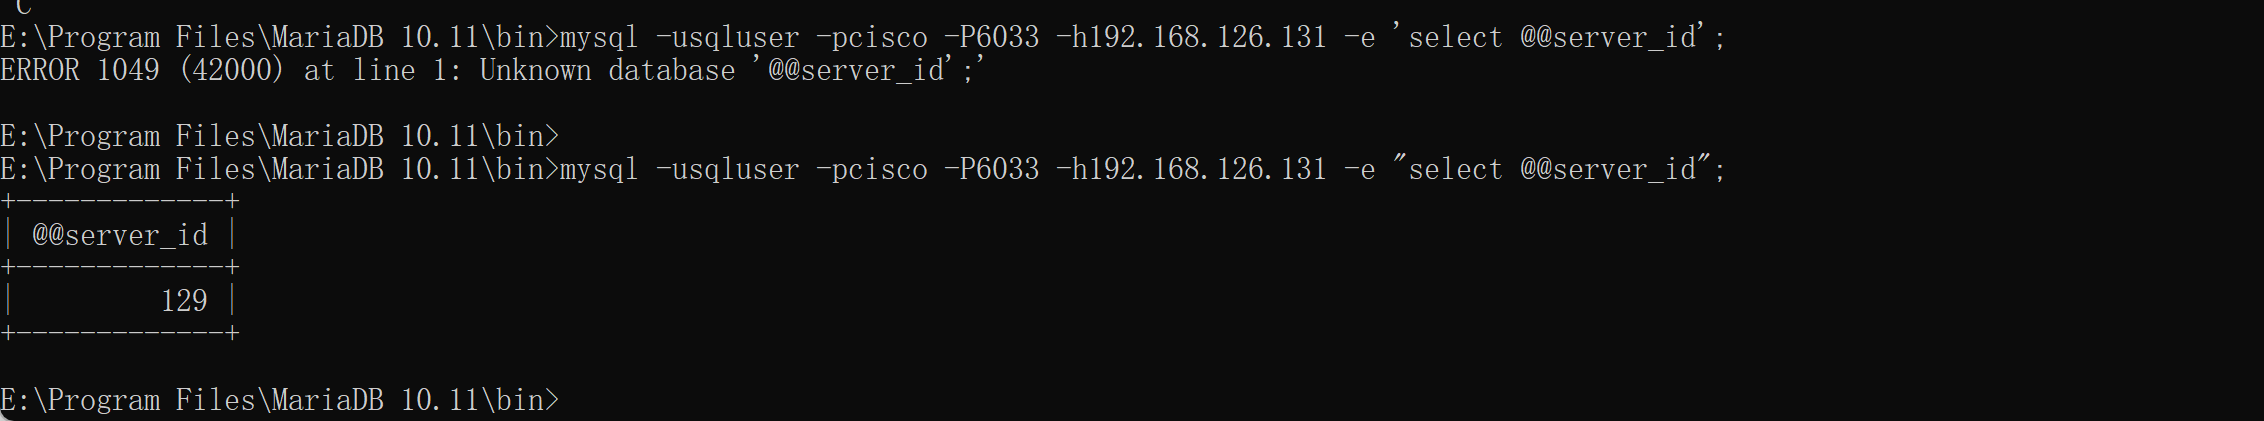 C
E:\Program Files\MariaDB 10.11\bin>mysql -usqluser -pcisco -P6033 -h192.168.126.131 -e 'select @@server_id';
ERROR 1049 (42000) at line 1: Unknown database '@@server_id';'
E:\Program Files\MariaDB 10.11\bin>
E:\Program Files\MariaDB 10.11\bin>mysql -usqluser -pcisco -P6033 -h192.168.126.131 -e "select @@server_id";
+-------------+
| @@server_id |
+-------------+
|         129 |
+-------------+
E:\Program Files\MariaDB 10.11\bin>